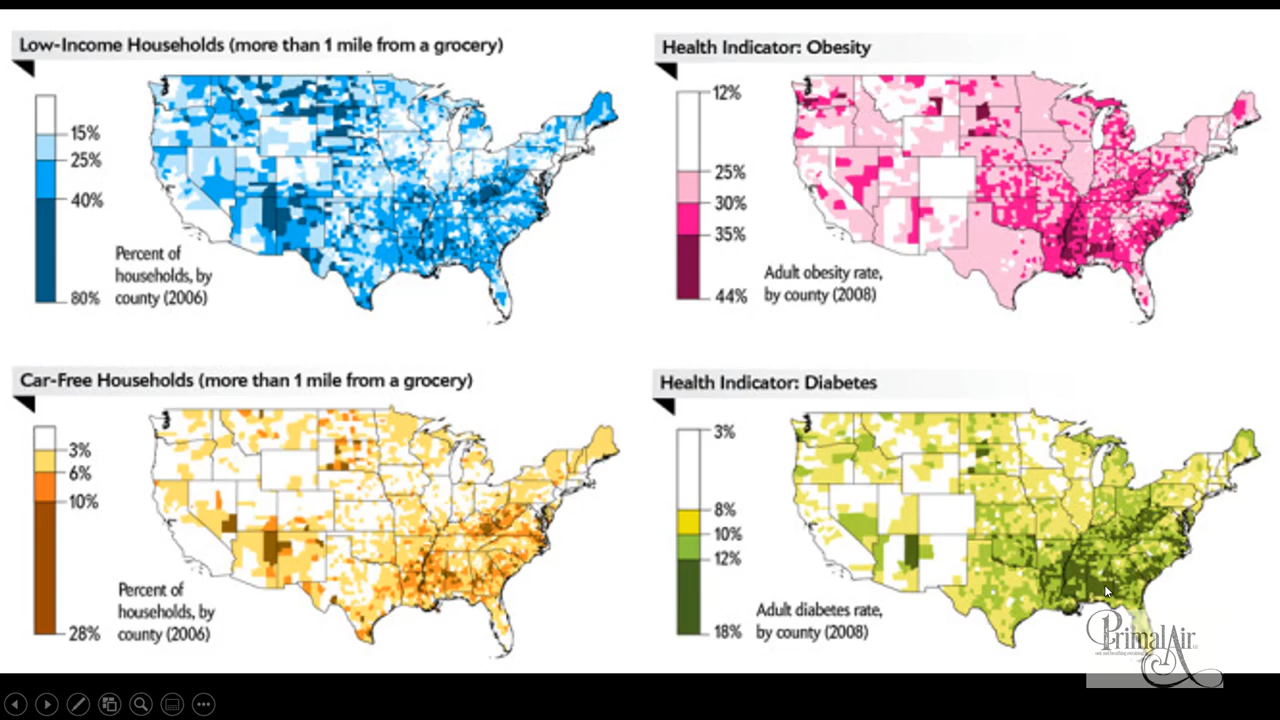 Low-Income Households (more than 1 mile from a grocery)
15%
25%
40%
80%
Percent of
households, by
county (2006)
Health Indicator: Obesity
12%
25%
30%
35%
44%
Adult obesity rate,
by county (2008)
Car-Free Households (more than 1 mile from a grocery)
3%
6%
10%
28%
Percent of
households, by
county (2006)
Health Indicator: Diabetes
3%
8%
10%
12%
18%
Adult diabetes rate,
by county (2008)
PrimalAir